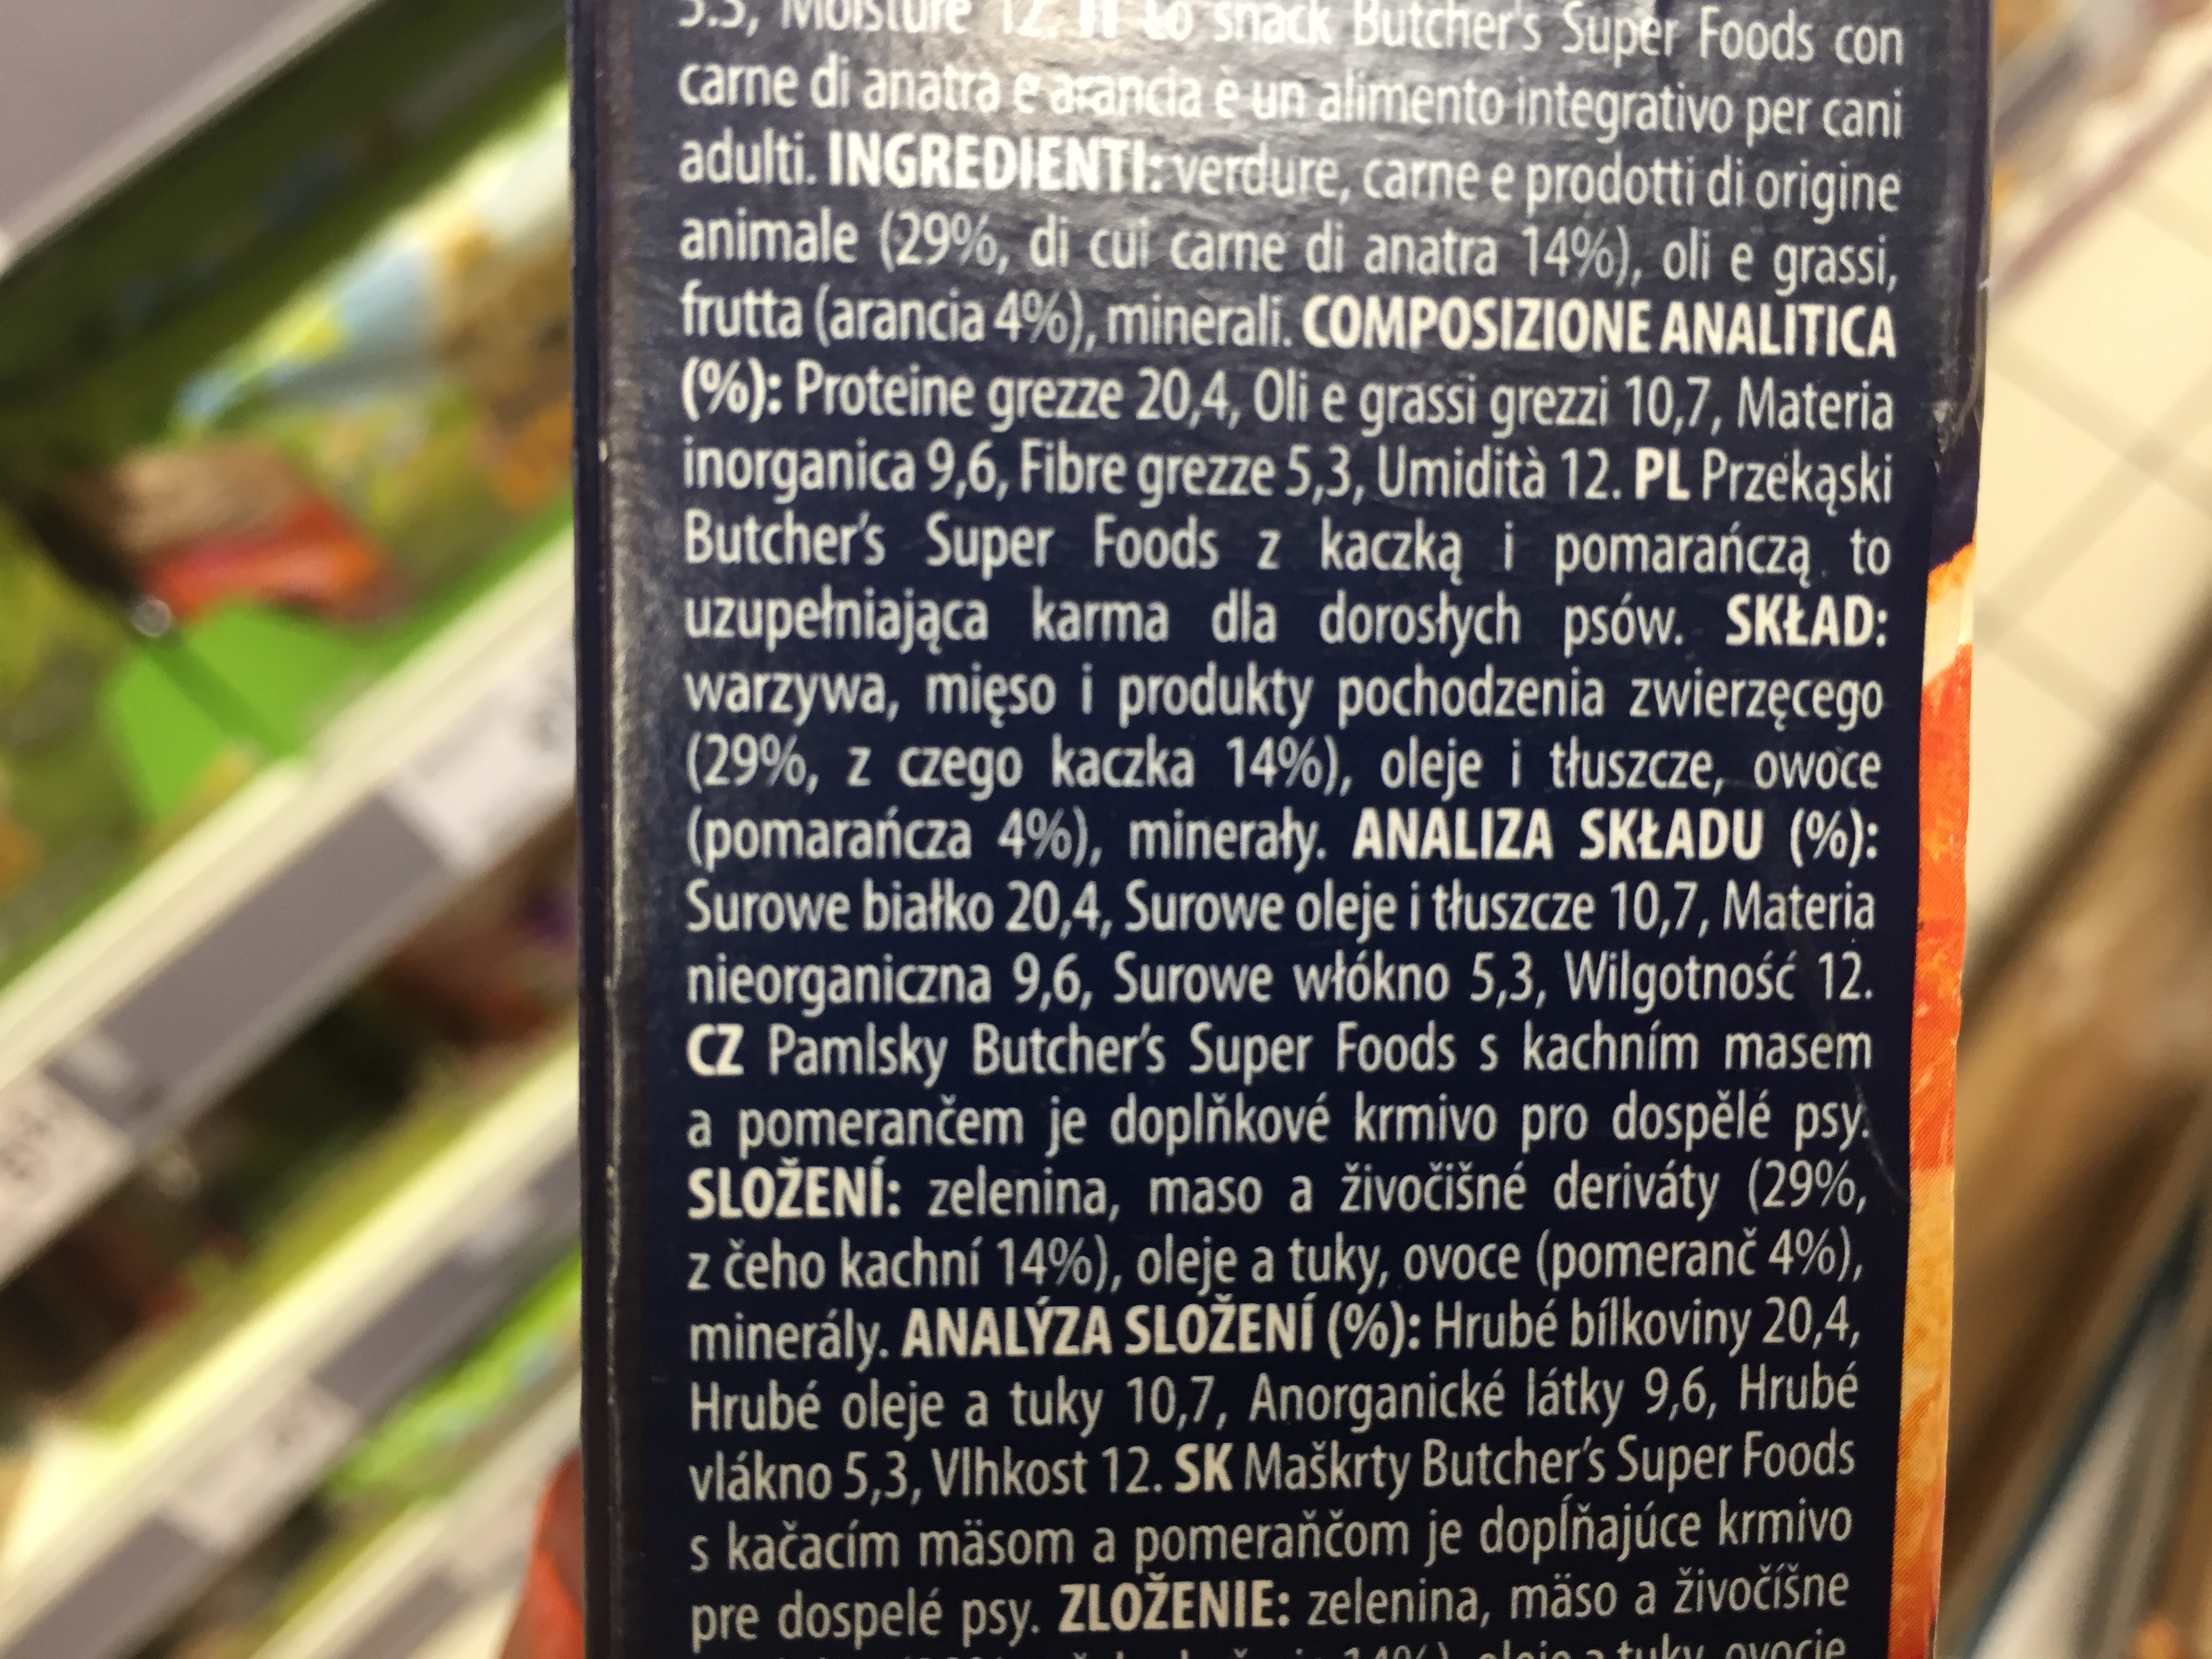 5.3, Moisture 12. IT Lo snack Butcher's Super Foods con
carne di anatra e arancia è un alimento integrativo per cani
adulti. INGREDIENTI: verdure, carne e prodotti di origine
animale (29%, di cui carne di anatra 14%), oli e grassi,
frutta (arancia 4%), minerali. COMPOSIZIONE ANALITICA
(%): Proteine grezze 20,4, Oli e grassi grezzi 10,7, Materia
inorganica 9,6, Fibre grezze 5,3, Umidità 12. PL Przekąski
Butcher's Super Foods z kaczką i pomarańczą to
uzupełniająca karma dla dorosłych psów. SKŁAD:
warzywa, mięso i produkty pochodzenia zwierzęcego
(29%, z czego kaczka 14%), oleje i tłuszcze, owoce
(pomarańcza 4%), minerały. ANALIZA SKŁADU (%):
Surowe białko 20,4, Surowe oleje i tłuszcze 10,7, Materia
nieorganiczna 9,6, Surowe włókno 5,3, Wilgotność 12.
CZ Pamlsky Butcher's Super Foods s kachním masem
a pomerančem je doplňkové krmivo pro dospělé psy.
SLOŽENÍ: zelenina, maso a živočišné deriváty (29%,
z čeho kachní 14%), oleje a tuky, ovoce (pomeranč 4%),
minerály. ANALÝZA SLOŽENÍ (%): Hrubé bílkoviny 20,4,
Hrubé oleje a tuky 10,7, Anorganické látky 9,6, Hrubé
vlákno 5,3, Vlhkost 12. SK Maškrty Butcher's Super Foods
s kačacím mäsom a pomerančom je dopĺňajúce krmivo
pre dospelé psy. ZLOŽENIE: zelenina, mäso a živočišne
14%), oleje a tuky, ovocie